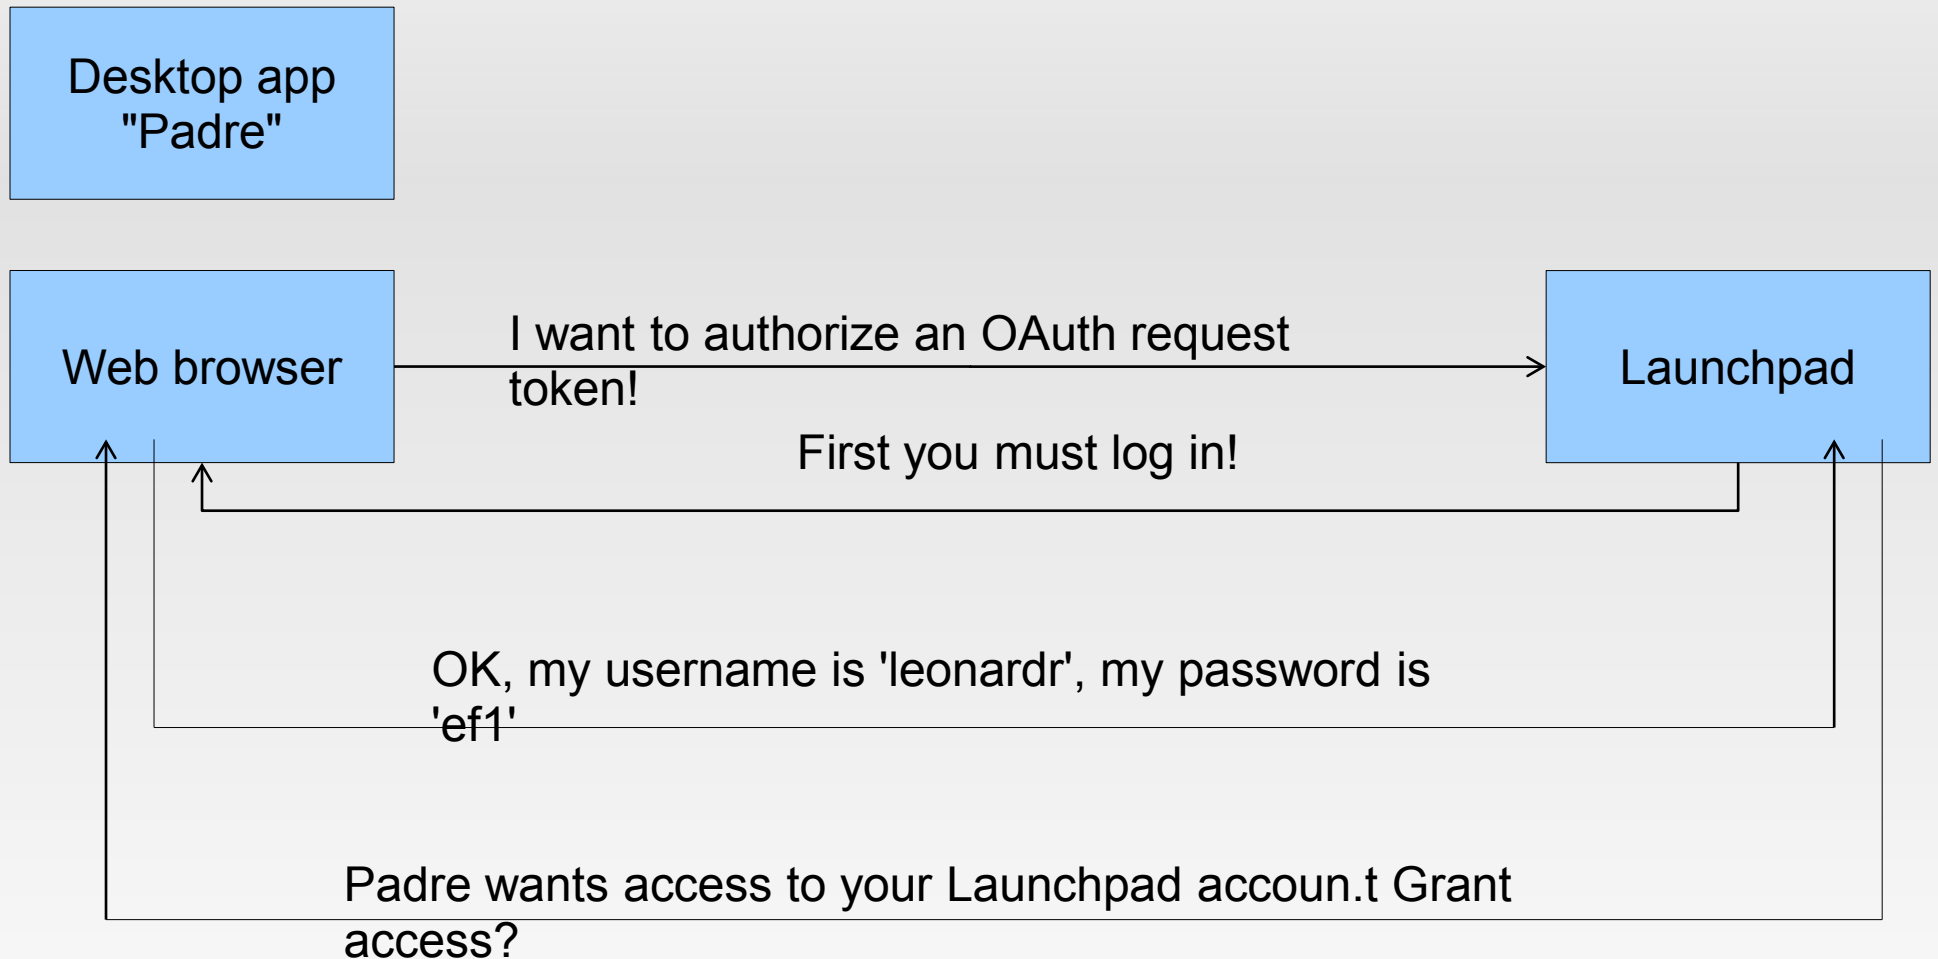 Desktop app
"Padre"
Web browser
I want to authorize an OAuth request
token!
Launchpad
First you must log in!
OK, my username is 'leonardr', my password is
'ef1'
Padre wants access to your Launchpad accoun.t Grant
access?